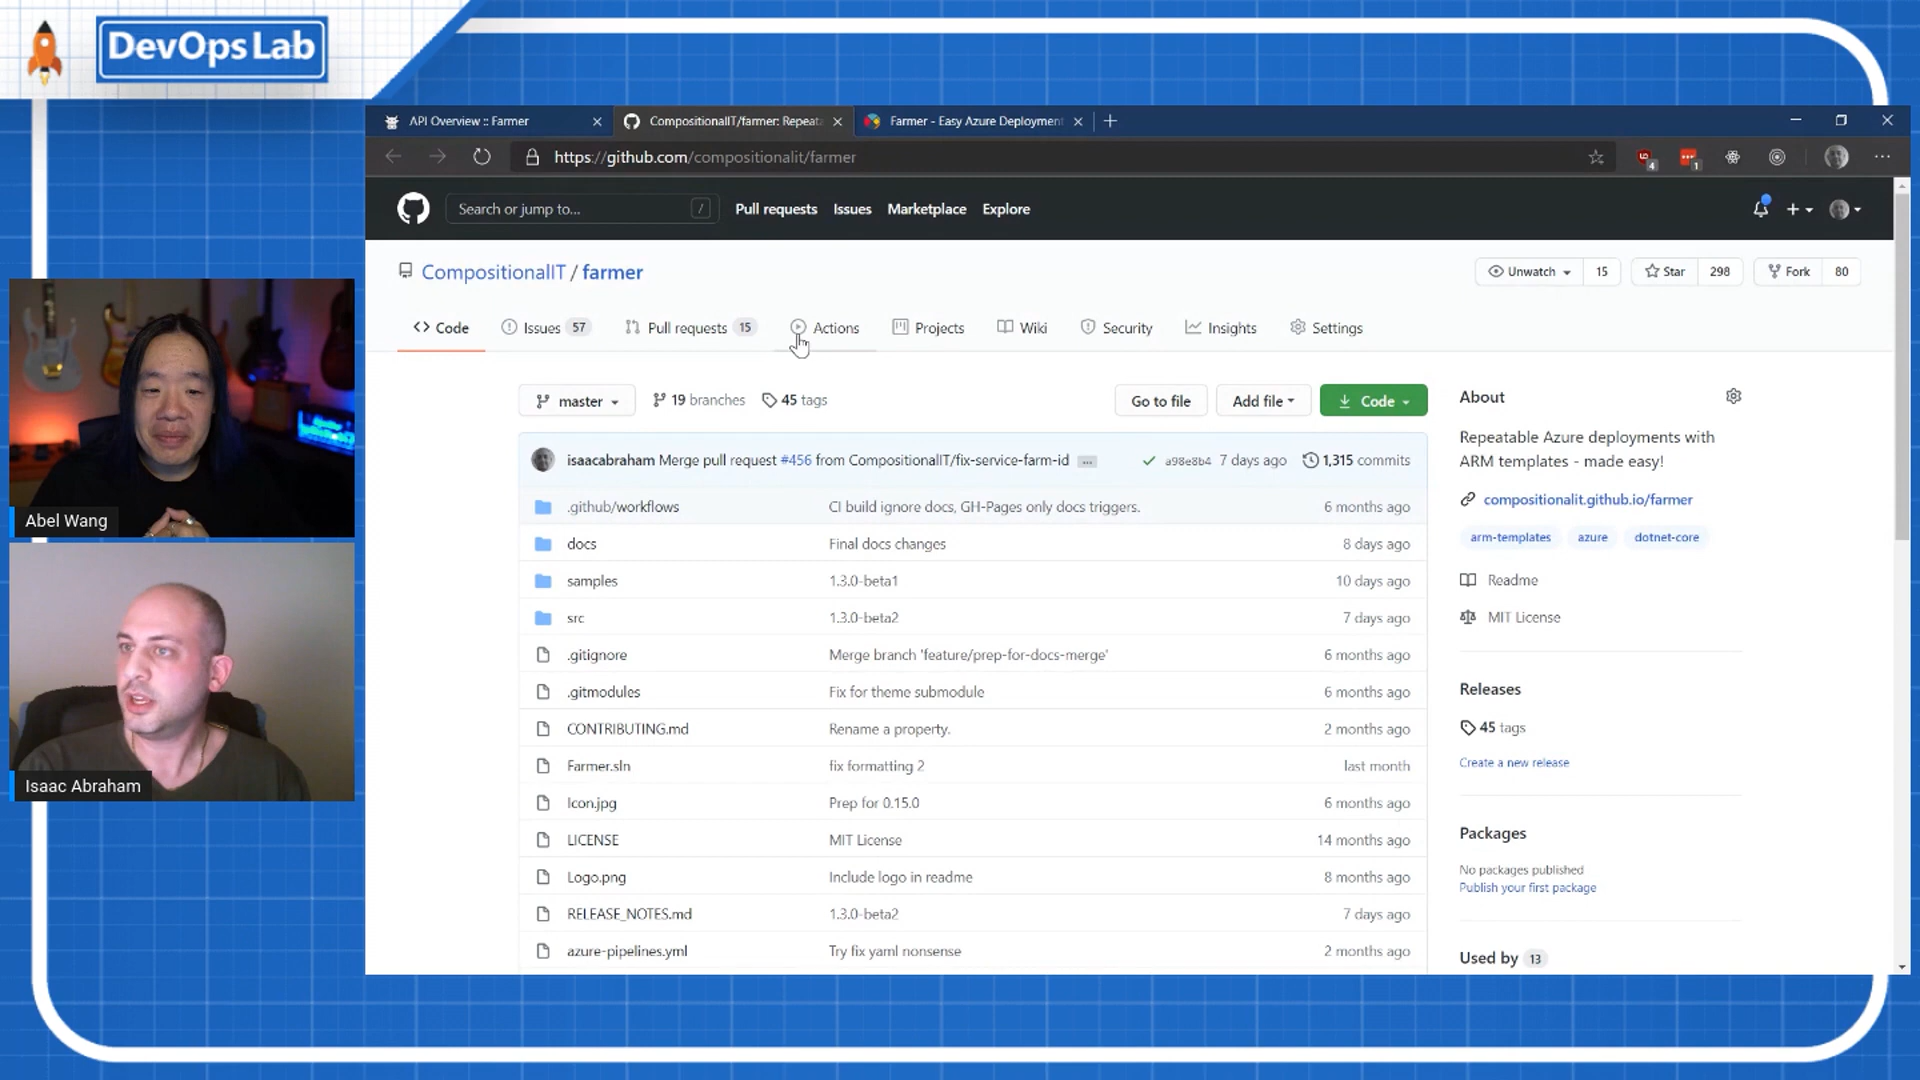 DevOps Lab
API Overview :: Farmer
CompositionalIT/farmer: Repeat
Farmer - Easy Azure Deployment
https://github.com/compositionalit/farmer
4
1
Search or jump to...
/
Pull requests
Issues
Marketplace
Explore
CompositionalIT / farmer
Unwatch
15
Star
298
Fork
80
Code
Issues 57
Pull requests 15
Actions
Projects
Wiki
Security
Insights
Settings
master
19 branches
45 tags
Go to file
Add file
Code
isaacabraham Merge pull request #456 from CompositionalIT/fix-service-farm-id ...
a98e8b4 7 days ago
1,315 commits
.github/workflows CI build ignore docs, GH-Pages only docs triggers. 6 months ago
docs Final docs changes 8 days ago
samples 1.3.0-beta1 10 days ago
src 1.3.0-beta2 7 days ago
.gitignore Merge branch 'feature/prep-for-docs-merge' 6 months ago
.gitmodules Fix for theme submodule 6 months ago
CONTRIBUTING.md Rename a property. 2 months ago
Farmer.sln fix formatting 2 last month
Icon.jpg Prep for 0.15.0 6 months ago
LICENSE MIT License 14 months ago
Logo.png Include logo in readme 8 months ago
RELEASE_NOTES.md 1.3.0-beta2 7 days ago
azure-pipelines.yml Try fix yaml nonsense 2 months ago
About
Repeatable Azure deployments with
ARM templates - made easy!
compositionalit.github.io/farmer
arm-templates
azure
dotnet-core
Readme
MIT License
Releases
45 tags
Create a new release
Packages
No packages published
Publish your first package
Used by 13
Abel Wang
Isaac Abraham